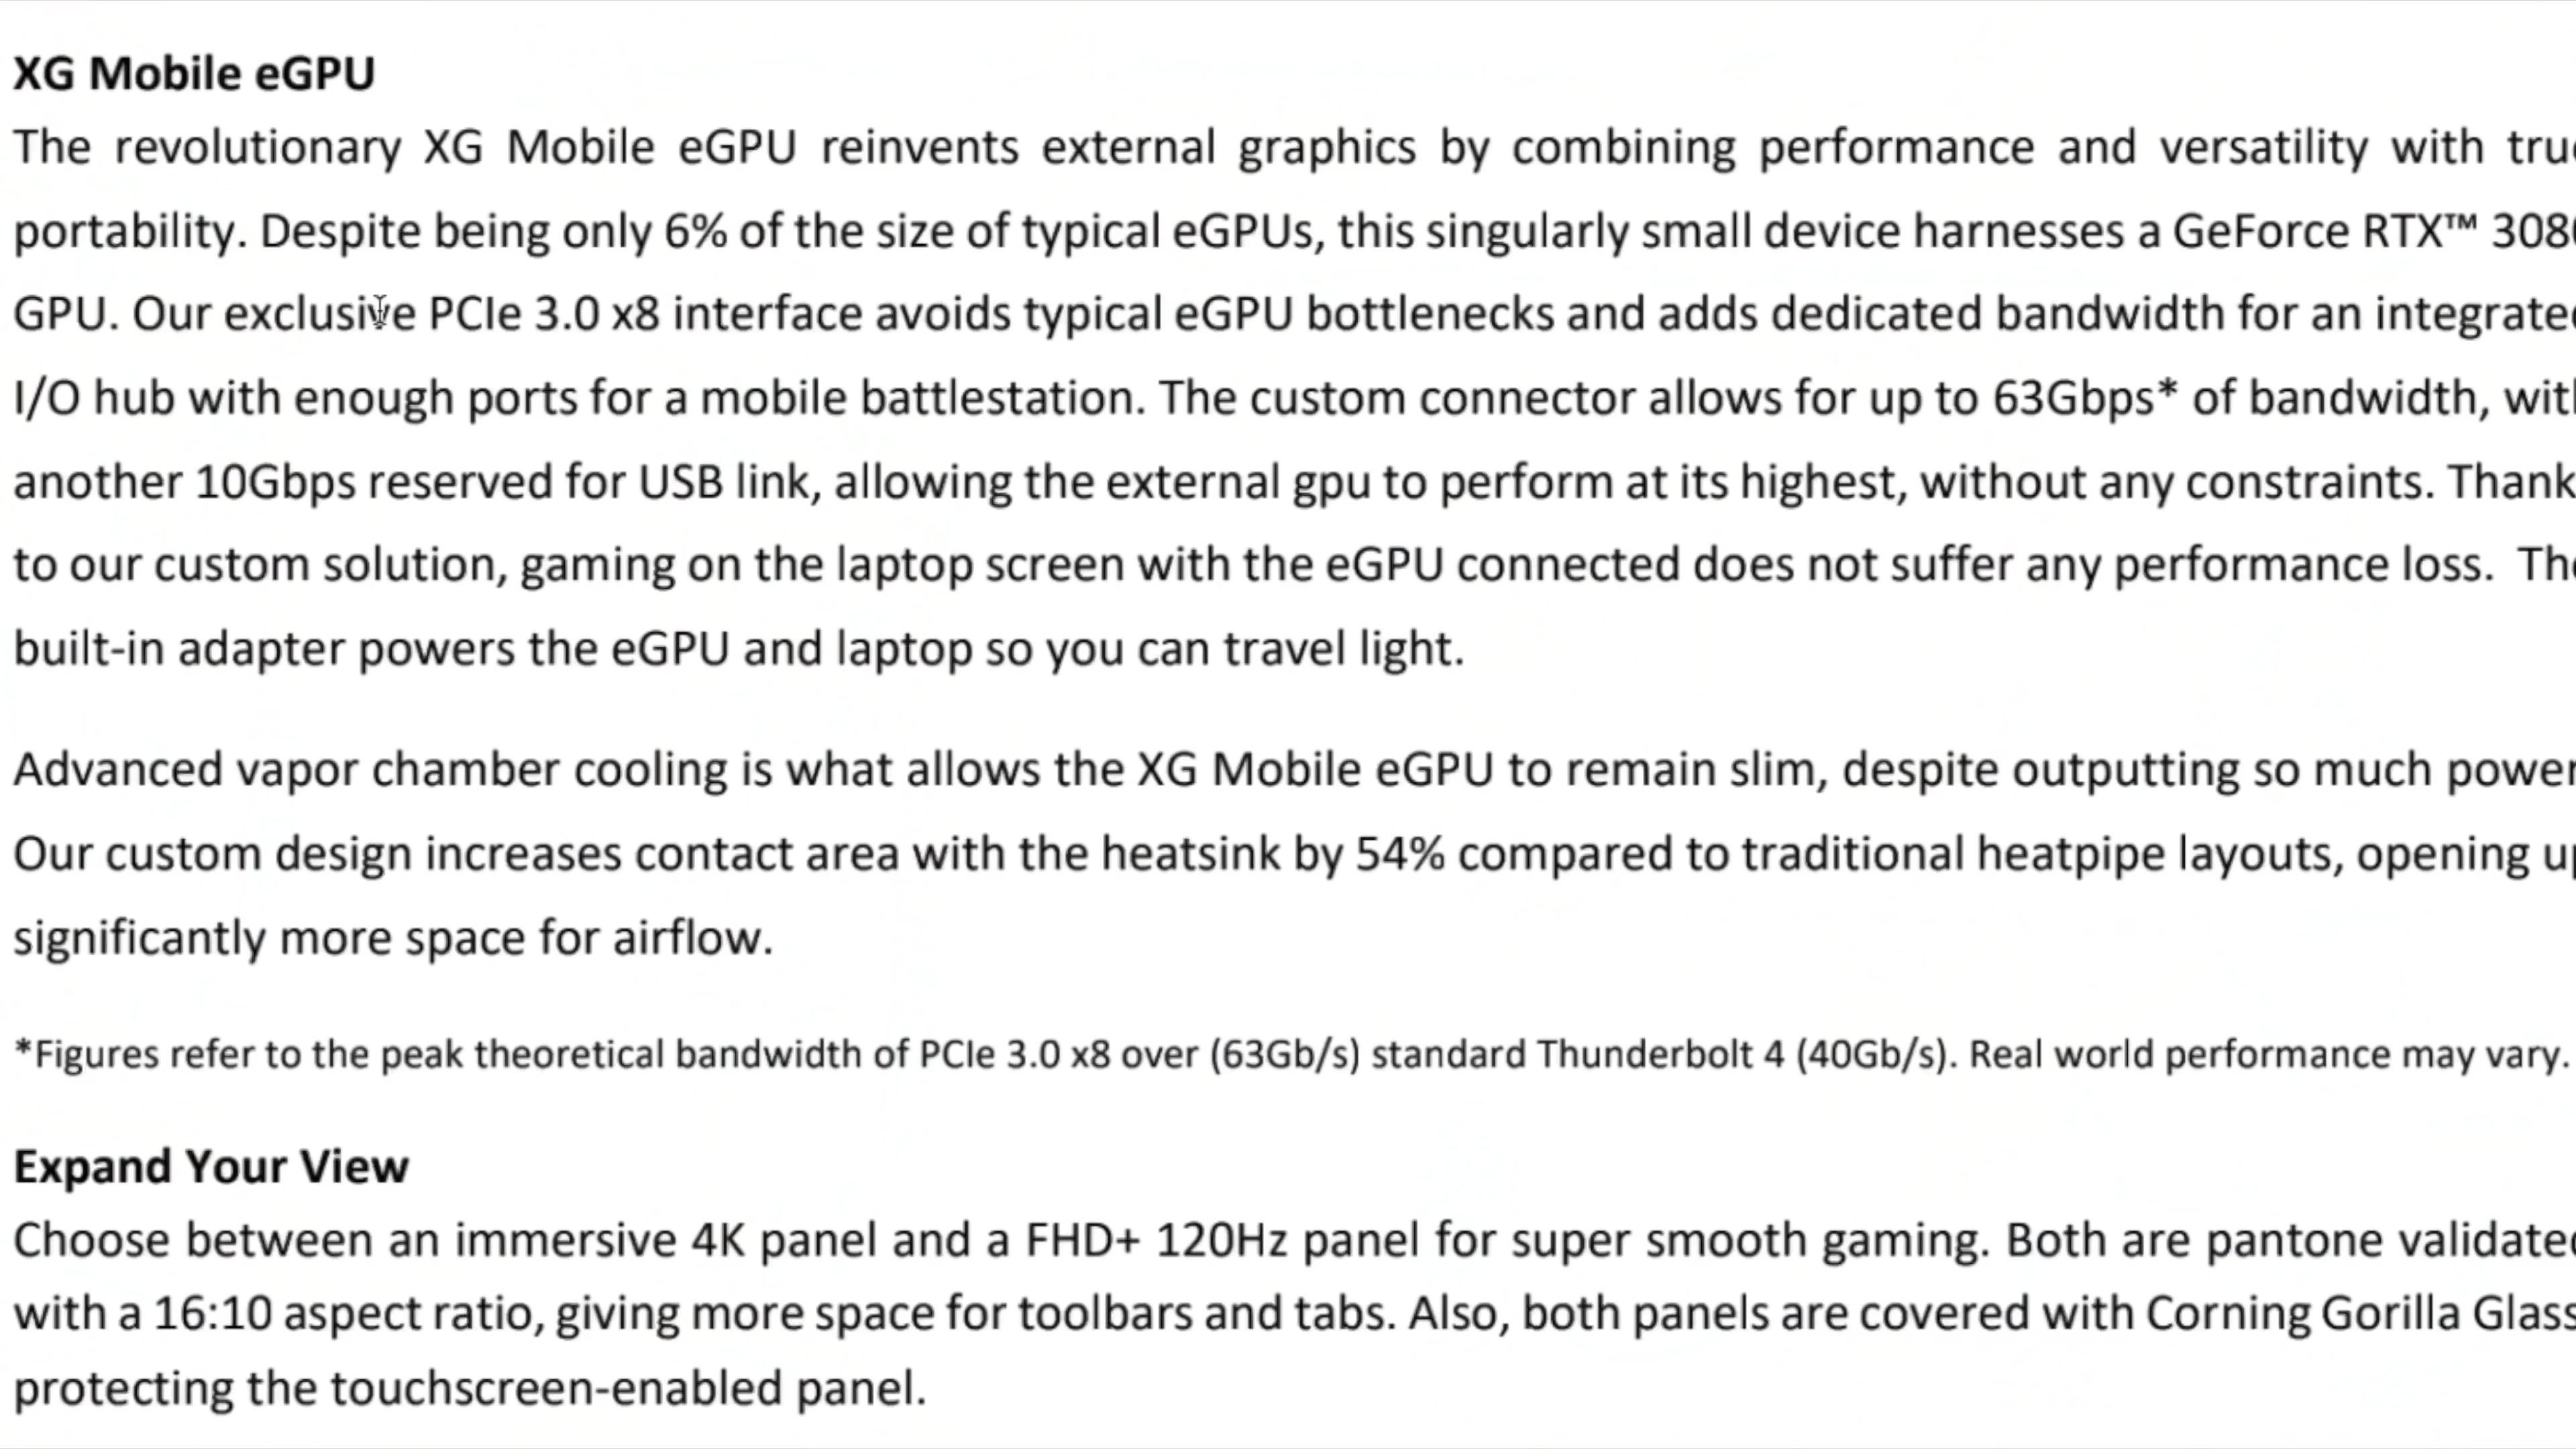 XG Mobile eGPU
The revolutionary XG Mobile eGPU reinvents external graphics by combining performance and versatility with tru
portability. Despite being only 6% of the size of typical eGPUs, this singularly small device harnesses a GeForce RTX™ 308
GPU. Our exclusive PCIe 3.0 x8 interface avoids typical eGPU bottlenecks and adds dedicated bandwidth for an integrate
I/O hub with enough ports for a mobile battlestation. The custom connector allows for up to 63Gbps* of bandwidth, wit
another 10Gbps reserved for USB link, allowing the external gpu to perform at its highest, without any constraints. Thank
to our custom solution, gaming on the laptop screen with the eGPU connected does not suffer any performance loss. Th
built-in adapter powers the eGPU and laptop so you can travel light.
Advanced vapor chamber cooling is what allows the XG Mobile eGPU to remain slim, despite outputting so much power
Our custom design increases contact area with the heatsink by 54% compared to traditional heatpipe layouts, opening up
significantly more space for airflow.
*Figures refer to the peak theoretical bandwidth of PCIe 3.0 x8 over (63Gb/s) standard Thunderbolt 4 (40Gb/s). Real world performance may vary.
Expand Your View
Choose between an immersive 4K panel and a FHD+ 120Hz panel for super smooth gaming. Both are pantone validate
with a 16:10 aspect ratio, giving more space for toolbars and tabs. Also, both panels are covered with Corning Gorilla Glass
protecting the touchscreen-enabled panel.